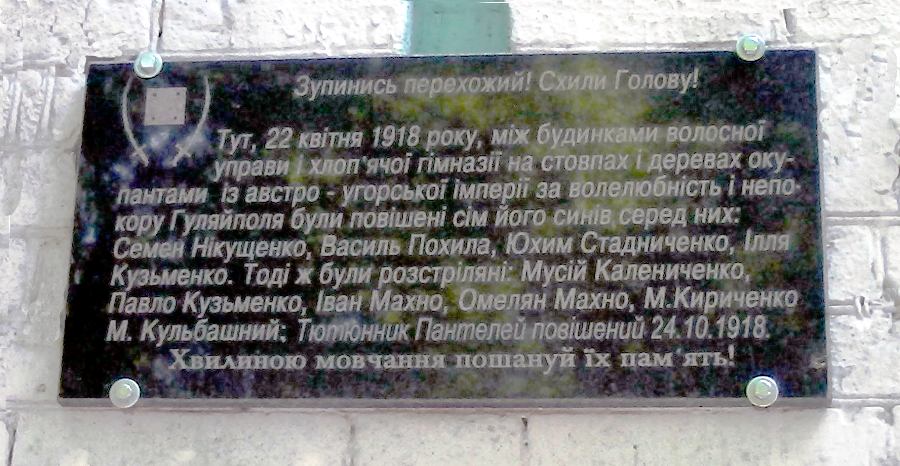 Зупинись перехожий! Схили Голову!
Тут, 22 квітня 1918 року, між будинками волосної
управи і хлоп'ячої гімназії на стовпах і деревах оку-
пантами із австро - угорської імперії за волелюбність і непо-
кору Гуляйполя були повішені сім його синів серед них:
Семен Нікущенко, Василь Похила, Юхим Стадниченко, Ілля
Кузьменко. Тоді ж були розстріляні: Мусій Калениченко,
Павло Кузьменко, Іван Махно, Омелян Махно, М.Кириченко
М. Кульбашний; Тютюнник Пантелей повішений 24.10.1918.
Хвилиною мовчання пошануй їх пам'ять!